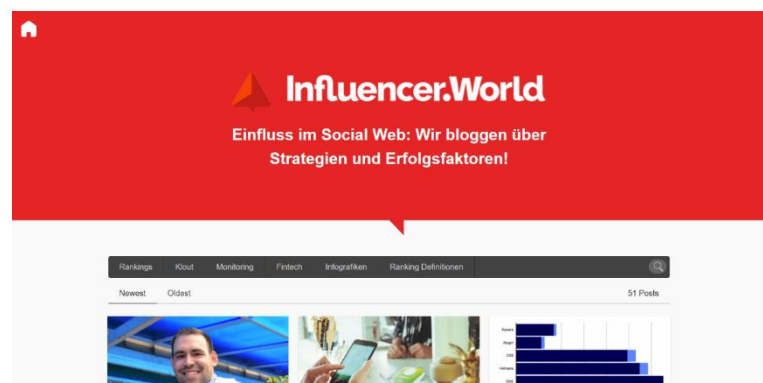 Influencer.World
Einfluss im Social Web: Wir bloggen über
Strategien und Erfolgsfaktoren!
Rankings Klout Monitoring Fintech Infografiken Ranking Definitionen
Newest Oldest 51 Posts